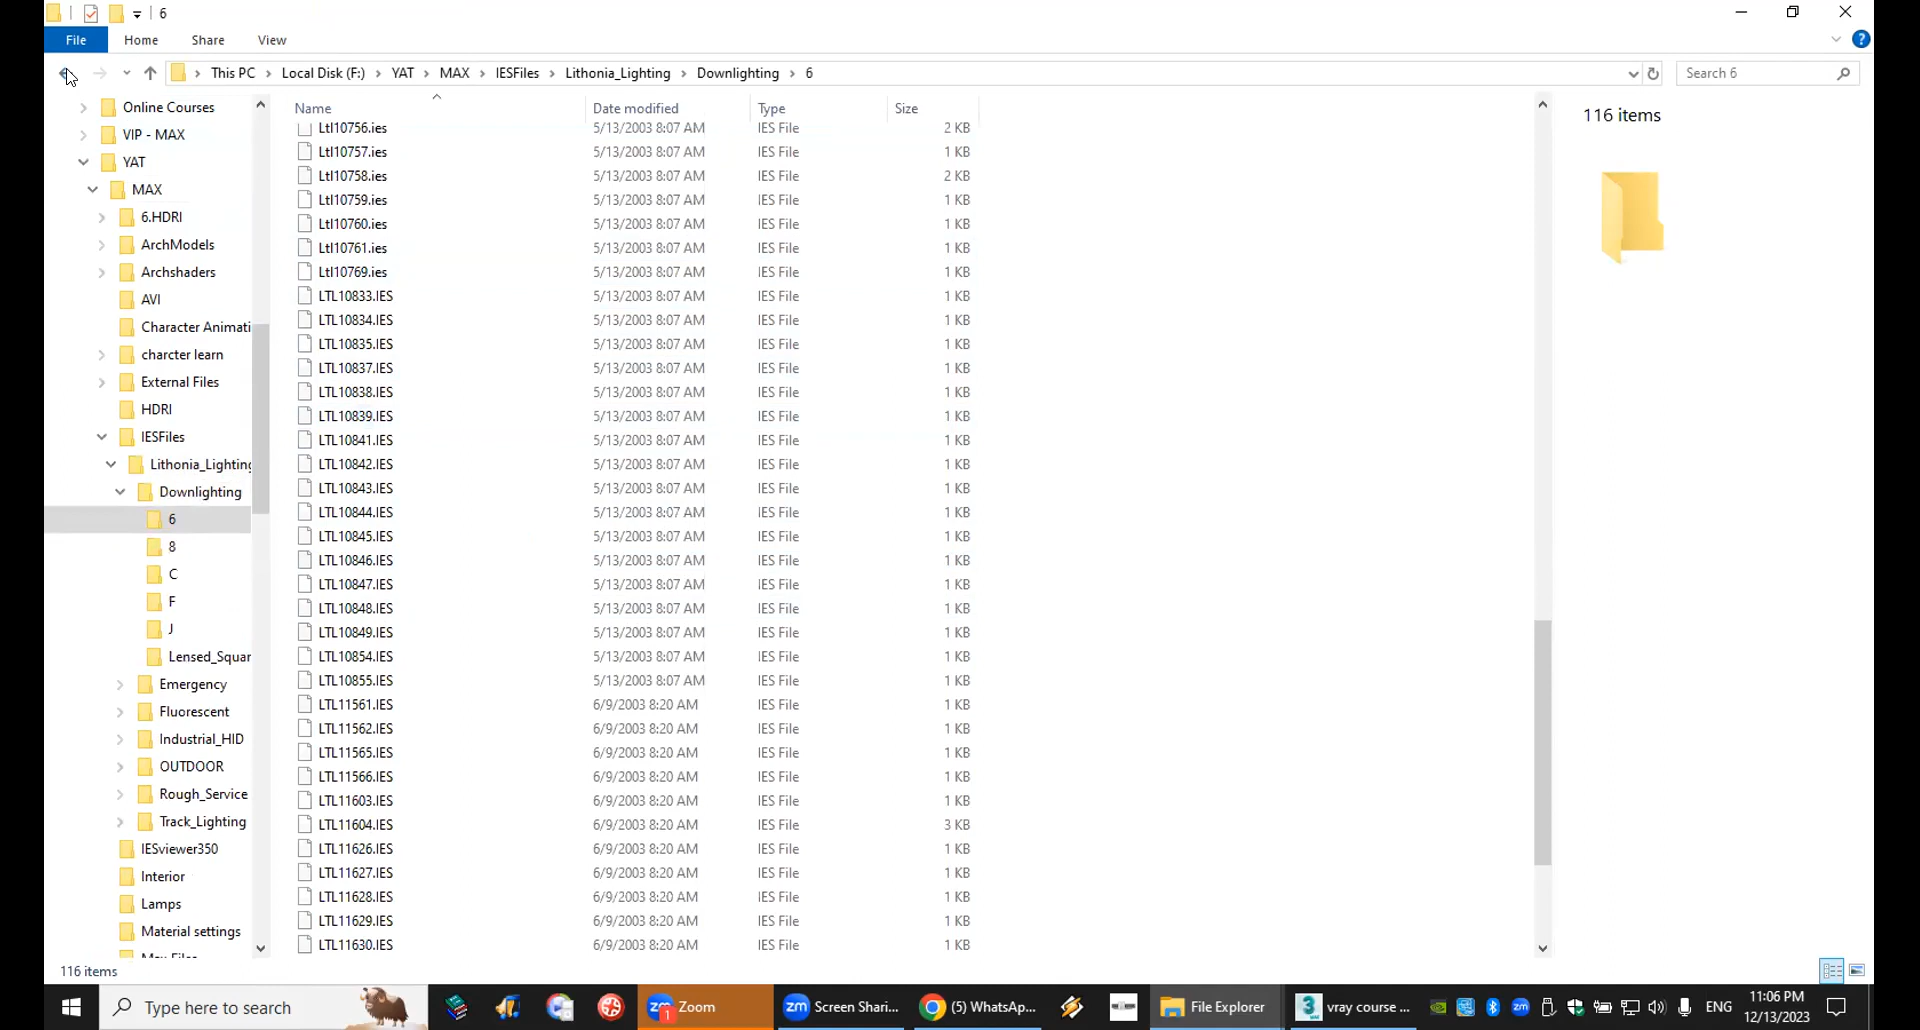 6
File Home Share View
This PC Local Disk (F:) YAT MAX IESFiles Lithonia_Lighting Downlighting 6
Search 6
Online Courses
VIP - MAX
YAT
MAX
6.HDRI
ArchModels
Archshaders
AVI
Character Animati
charcter learn
External Files
HDRI
IESFiles
Lithonia_Lighting
Downlighting
6
8
C
F
J
Lensed_Squar
Emergency
Fluorescent
Industrial_HID
OUTDOOR
Rough_Service
Track_Lighting
IESviewer350
Interior
Lamps
Material settings
Name Date modified Type Size
Ltl10756.ies 5/13/2003 8:07 AM IES File 2 KB
Ltl10757.ies 5/13/2003 8:07 AM IES File 1 KB
Ltl10758.ies 5/13/2003 8:07 AM IES File 2 KB
Ltl10759.ies 5/13/2003 8:07 AM IES File 1 KB
Ltl10760.ies 5/13/2003 8:07 AM IES File 1 KB
Ltl10761.ies 5/13/2003 8:07 AM IES File 1 KB
Ltl10769.ies 5/13/2003 8:07 AM IES File 1 KB
LTL10833.IES 5/13/2003 8:07 AM IES File 1 KB
LTL10834.IES 5/13/2003 8:07 AM IES File 1 KB
LTL10835.IES 5/13/2003 8:07 AM IES File 1 KB
LTL10837.IES 5/13/2003 8:07 AM IES File 1 KB
LTL10838.IES 5/13/2003 8:07 AM IES File 1 KB
LTL10839.IES 5/13/2003 8:07 AM IES File 1 KB
LTL10841.IES 5/13/2003 8:07 AM IES File 1 KB
LTL10842.IES 5/13/2003 8:07 AM IES File 1 KB
LTL10843.IES 5/13/2003 8:07 AM IES File 1 KB
LTL10844.IES 5/13/2003 8:07 AM IES File 1 KB
LTL10845.IES 5/13/2003 8:07 AM IES File 1 KB
LTL10846.IES 5/13/2003 8:07 AM IES File 1 KB
LTL10847.IES 5/13/2003 8:07 AM IES File 1 KB
LTL10848.IES 5/13/2003 8:07 AM IES File 1 KB
LTL10849.IES 5/13/2003 8:07 AM IES File 1 KB
LTL10854.IES 5/13/2003 8:07 AM IES File 1 KB
LTL10855.IES 5/13/2003 8:07 AM IES File 1 KB
LTL11561.IES 6/9/2003 8:20 AM IES File 1 KB
LTL11562.IES 6/9/2003 8:20 AM IES File 1 KB
LTL11565.IES 6/9/2003 8:20 AM IES File 1 KB
LTL11566.IES 6/9/2003 8:20 AM IES File 1 KB
LTL11603.IES 6/9/2003 8:20 AM IES File 1 KB
LTL11604.IES 6/9/2003 8:20 AM IES File 3 KB
LTL11626.IES 6/9/2003 8:20 AM IES File 1 KB
LTL11627.IES 6/9/2003 8:20 AM IES File 1 KB
LTL11628.IES 6/9/2003 8:20 AM IES File 1 KB
LTL11629.IES 6/9/2003 8:20 AM IES File 1 KB
LTL11630.IES 6/9/2003 8:20 AM IES File 1 KB
116 items
116 items
Type here to search
zm 1 Zoom
zm Screen Shari...
(5) WhatsAp...
File Explorer
3 vray course ...
zm
ENG
11:06 PM
12/13/2023